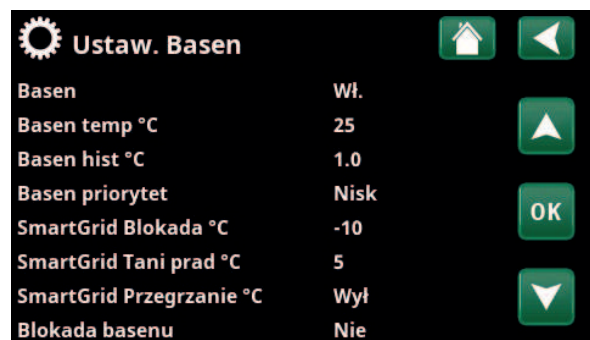 Ustaw. Basen
Basen Wł.
Basen temp °C 25
Basen hist °C 1.0
Basen priorytet Nisk
SmartGrid Blokada °C -10
OK
SmartGrid Tani prad °C 5
SmartGrid Przegrzanie °C Wył
Blokada basenu Nie